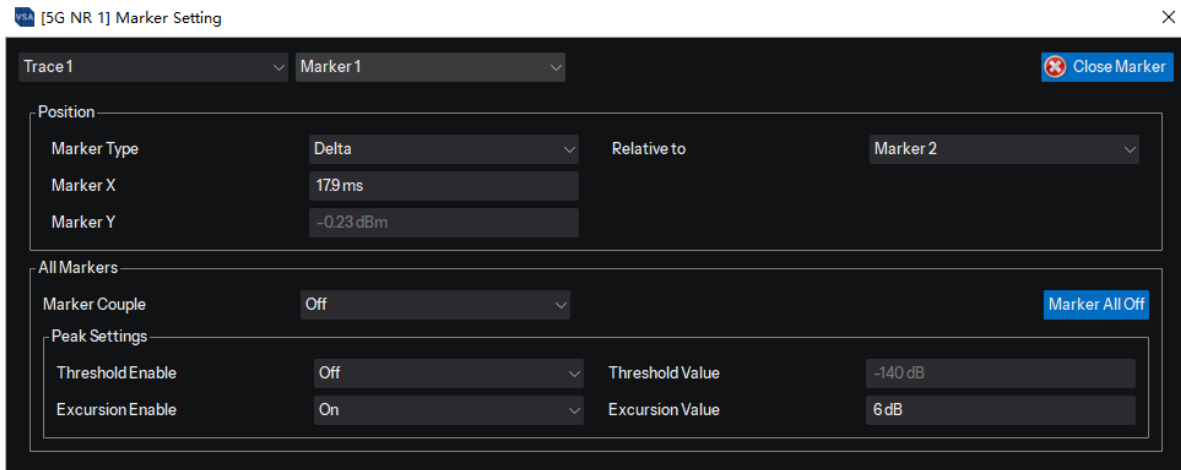 VSA [5G NR 1] Marker Setting
Trace 1 Marker 1 Close Marker
Position
Marker Type Delta Relative to Marker 2
Marker X 17.9 ms
Marker Y -0.23 dBm
All Markers
Marker Couple Off Marker All Off
Peak Settings
Threshold Enable Off Threshold Value -140 dB
Excursion Enable On Excursion Value 6 dB